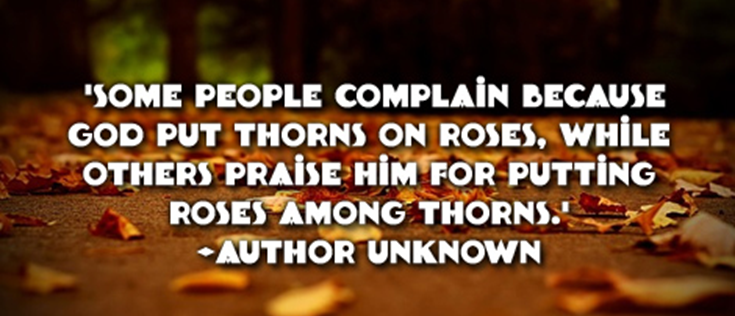 'SOME PEOPLE COMPLAIN BECAUSE
GOD PUT THORNS ON ROSES, WHILE
OTHERS PRAISE HIM FOR PUTTING
ROSES AMONG THORNS.'
-AUTHOR UNKNOWN